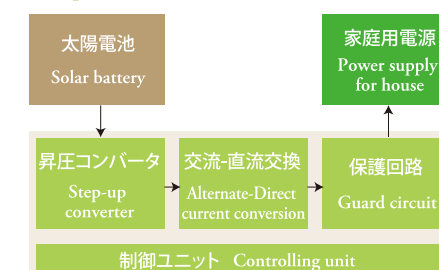 太陽電池
Solar battery
家庭用電源
Power supply
for house
昇圧コンバータ
Step-up
converter
交流-直流交換
Alternate-Direct
current conversion
保護回路
Guard circuit
制御ユニット Controlling unit